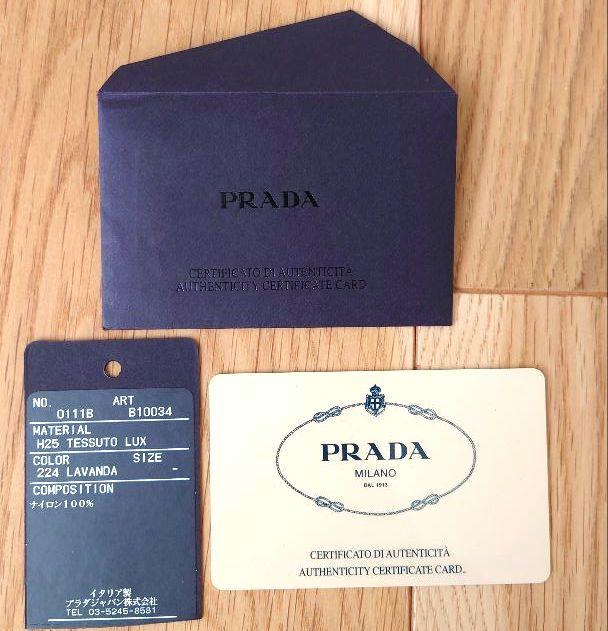 PRADA
CERTIFICATO DI AUTENTICITÀ
AUTHENTICITY CERTIFICATE CARD
NO. ART
0111B B10034
MATERIAL
H25 TESSUTO LUX
COLOR SIZE
224 LAVANDA -
COMPOSITION
ナイロン100%
イタリア製
プラダジャパン株式会社
TEL 03-5245-8581
PRADA
MILANO
DAL 1913
CERTIFICATO DI AUTENTICITÀ
AUTHENTICITY CERTIFICATE CARD